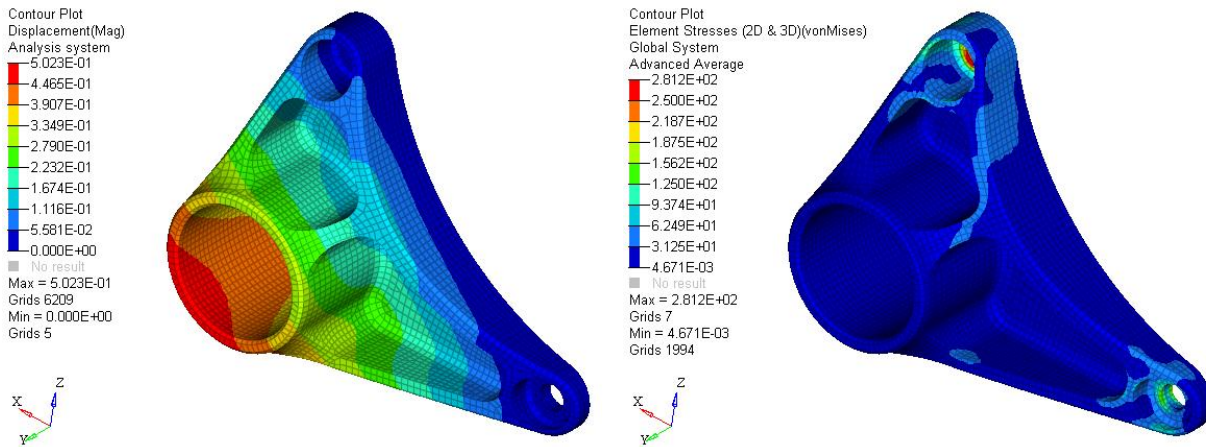 Contour Plot
Displacement(Mag)
Analysis system
5.023E-01
4.465E-01
3.907E-01
3.349E-01
2.790E-01
2.232E-01
1.674E-01
1.116E-01
5.581E-02
0.000E+00
No result
Max = 5.023E-01
Grids 6209
Min = 0.000E+00
Grids 5
Z
X
Y
Contour Plot
Element Stresses (2D & 3D)(vonMises)
Global System
Advanced Average
2.812E+02
2.500E+02
2.187E+02
1.875E+02
1.562E+02
1.250E+02
9.374E+01
6.249E+01
3.125E+01
4.671E-03
No result
Max = 2.812E+02
Grids 7
Min = 4.671E-03
Grids 1994
Z
X
Y